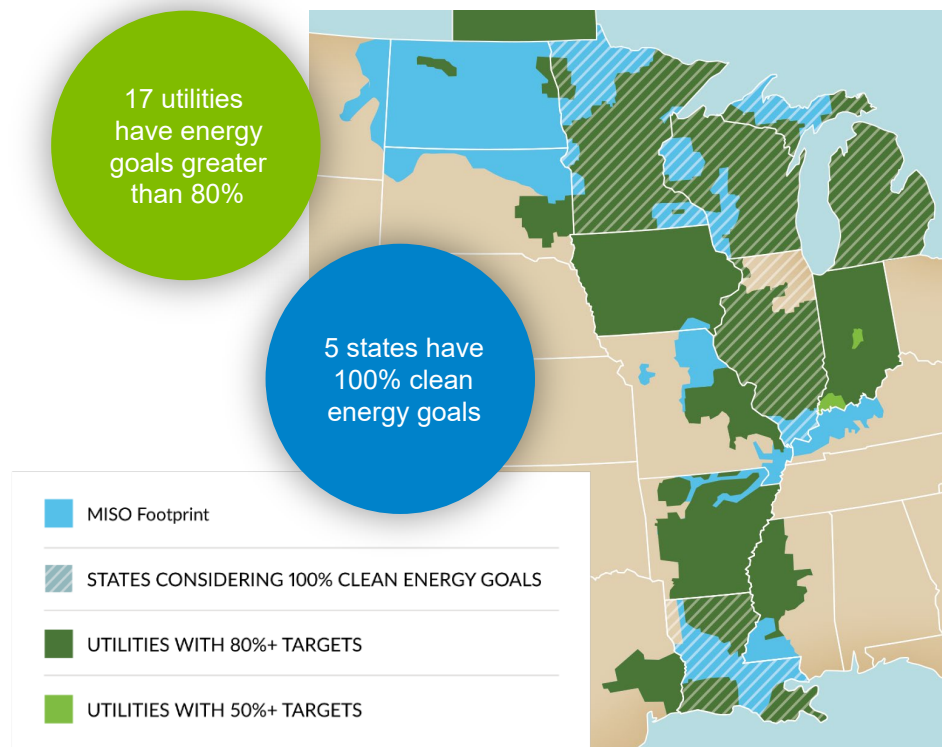 17 utilities
have energy
goals greater
than 80%
5 states have
100% clean
energy goals
MISO Footprint
STATES CONSIDERING 100% CLEAN ENERGY GOALS
UTILITIES WITH 80%+ TARGETS
UTILITIES WITH 50%+ TARGETS